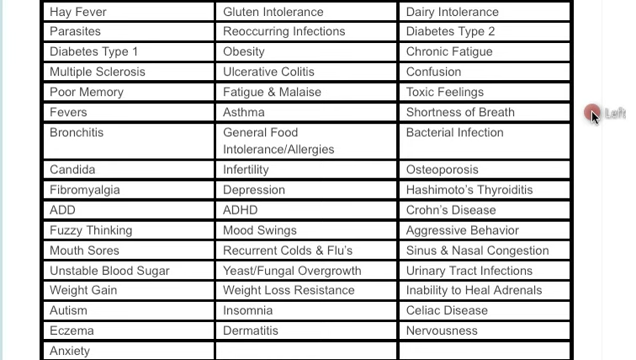 Hay Fever Gluten Intolerance Dairy Intolerance
Parasites Reoccurring Infections Diabetes Type 2
Diabetes Type 1 Obesity Chronic Fatigue
Multiple Sclerosis Ulcerative Colitis Confusion
Poor Memory Fatigue & Malaise Toxic Feelings
Fevers Asthma Shortness of Breath
Left
Bronchitis General Food Bacterial Infection
Intolerance/Allergies
Candida Infertility Osteoporosis
Fibromyalgia Depression Hashimoto's Thyroiditis
ADD ADHD Crohn's Disease
Fuzzy Thinking Mood Swings Aggressive Behavior
Mouth Sores Recurrent Colds & Flu's Sinus & Nasal Congestion
Unstable Blood Sugar Yeast/Fungal Overgrowth Urinary Tract Infections
Weight Gain Weight Loss Resistance Inability to Heal Adrenals
Autism Insomnia Celiac Disease
Eczema Dermatitis Nervousness
Anxiety